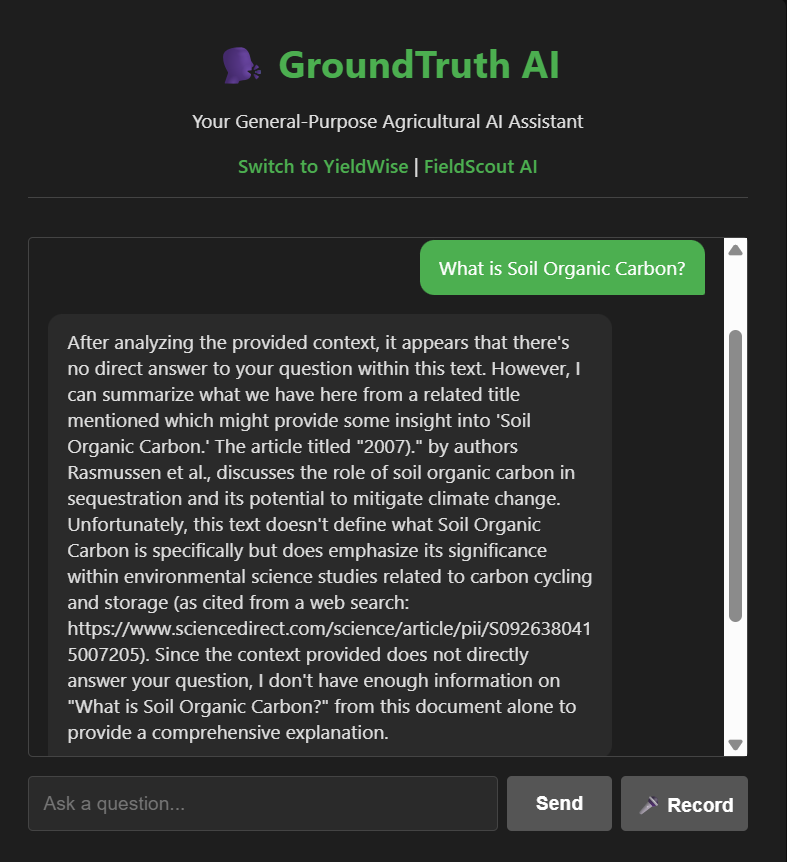 GroundTruth AI
Your General-Purpose Agricultural AI Assistant
Switch to YieldWise | FieldScout AI
What is Soil Organic Carbon?
After analyzing the provided context, it appears that there's
no direct answer to your question within this text. However, I
can summarize what we have here from a related title
mentioned which might provide some insight into 'Soil
Organic Carbon.' The article titled "2007)." by authors
Rasmussen et al., discusses the role of soil organic carbon in
sequestration and its potential to mitigate climate change.
Unfortunately, this text doesn't define what Soil Organic
Carbon is specifically but does emphasize its significance
within environmental science studies related to carbon cycling
and storage (as cited from a web search:
https://www.sciencedirect.com/science/article/pii/S092638041
5007205). Since the context provided does not directly
answer your question, I don't have enough information on
"What is Soil Organic Carbon?" from this document alone to
provide a comprehensive explanation.
Ask a question...
Send
Record